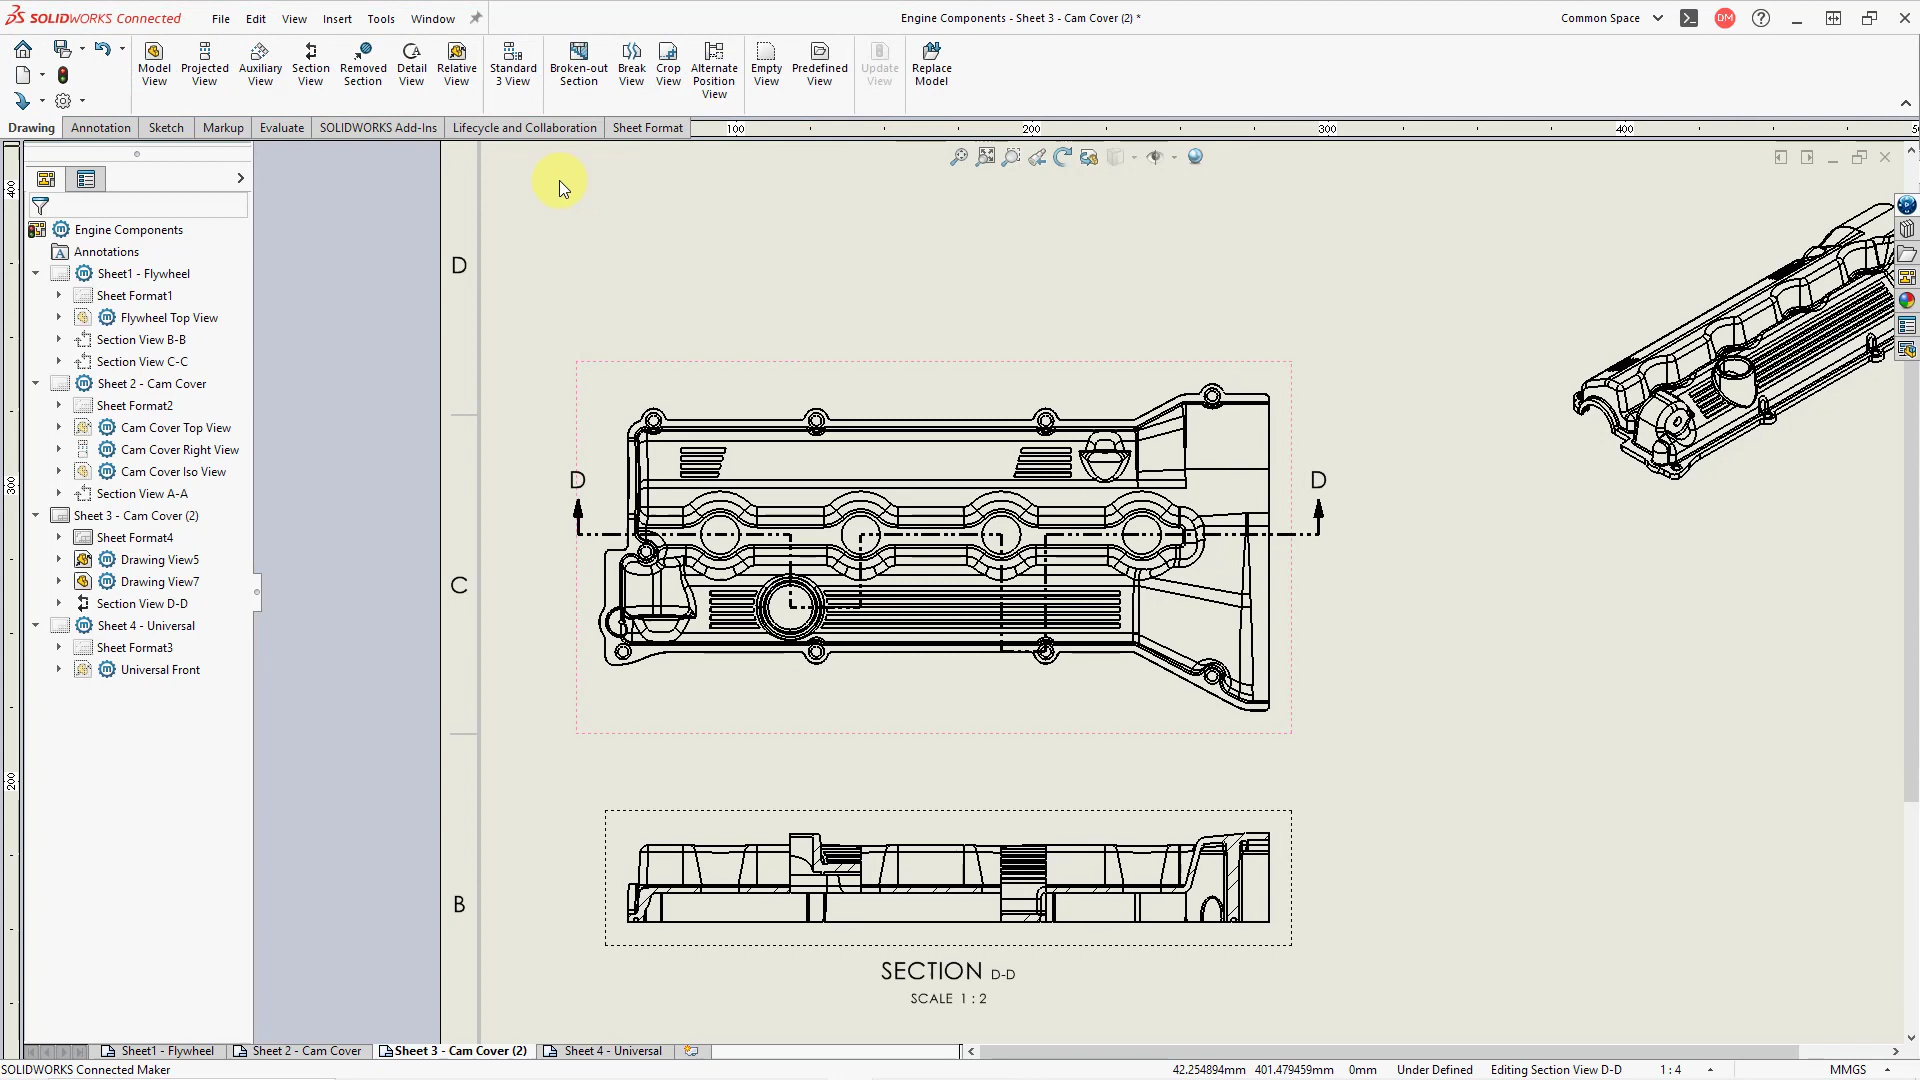 SOLIDWORKS Connected
File Edit View Insert Tools Window
Engine Components - Sheet 3 - Cam Cover (2) *
Common Space
DM
Model View
Projected View
Auxiliary View
Section View
Removed Section
Detail View
Relative View
Standard 3 View
Broken-out Section
Break View
Crop View
Alternate Position View
Empty View
Predefined View
Update View
Replace Model
Drawing Annotation Sketch Markup Evaluate SOLIDWORKS Add-Ins Lifecycle and Collaboration Sheet Format
100 200 300 400
400
300
200
Engine Components
Annotations
Sheet1 - Flywheel
Sheet Format1
Flywheel Top View
Section View B-B
Section View C-C
Sheet 2 - Cam Cover
Sheet Format2
Cam Cover Top View
Cam Cover Right View
Cam Cover Iso View
Section View A-A
Sheet 3 - Cam Cover (2)
Sheet Format4
Drawing View5
Drawing View7
Section View D-D
Sheet 4 - Universal
Sheet Format3
Universal Front
D
C
B
D D
SECTION D-D
SCALE 1 : 2
Sheet1 - Flywheel Sheet 2 - Cam Cover Sheet 3 - Cam Cover (2) Sheet 4 - Universal
SOLIDWORKS Connected Maker
42.254894mm 401.479459mm 0mm Under Defined Editing Section View D-D 1 : 4 MMGS